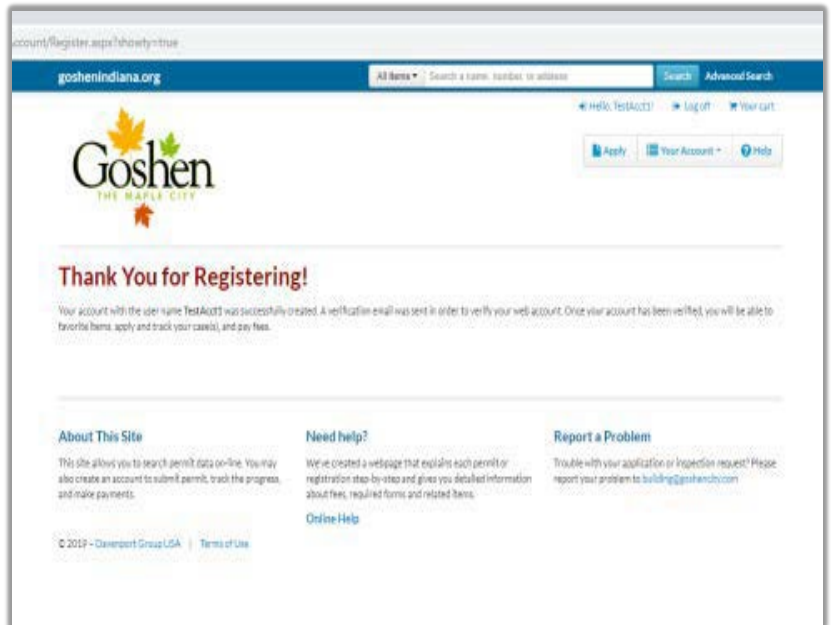 ccount/Register.aspx?showty=true
goshenindiana.org All Items Search a name, number, or address Search Advanced Search
Hello, TestAcct1! Log off Your cart
Apply Your Account Help
Goshen
THE MAPLE CITY
Thank You for Registering!
Your account with the user name TestAcct1 was successfully created. A verification email was sent in order to verify your web account. Once your account has been verified, you will be able to
favorite items, apply and track your case(s), and pay fees.
About This Site
This site allows you to search permit data on-line. You may
also create an account to submit permit, track the progress,
and make payments.
Need help?
We've created a webpage that explains each permit or
registration step-by-step and gives you detailed information
about fees, required forms and related items.
Online Help
Report a Problem
Trouble with your application or inspection request? Please
report your problem to building@goshencity.com
© 2019 – Davenport Group USA | Terms of Use